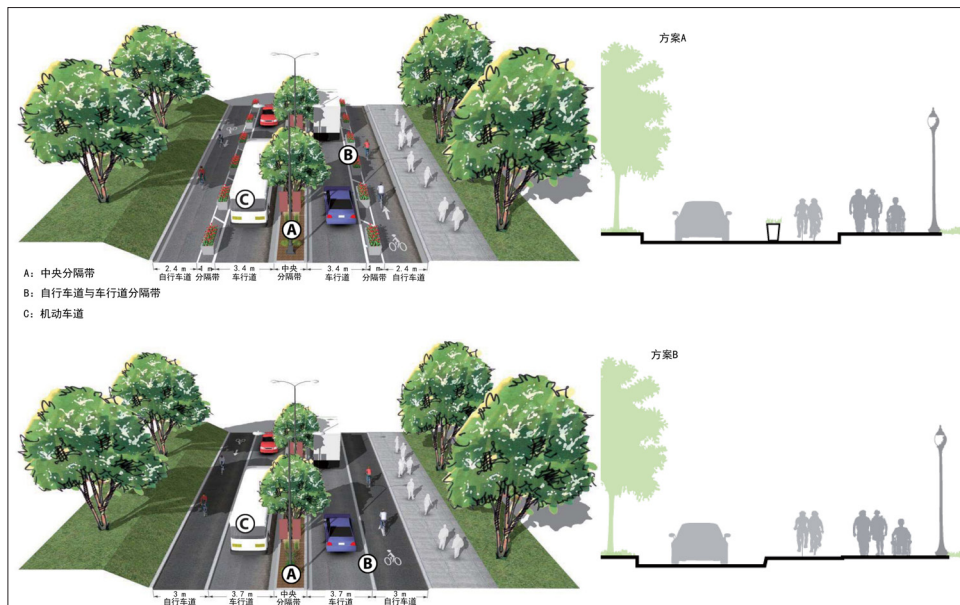 方案A
A
B
C
2.4 m 1 m 3.4 m 中央 3.4 m 1 m 2.4 m
自行车道 分隔带 车行道 分隔带 车行道 分隔带 自行车道
A: 中央分隔带
B: 自行车道与车行道分隔带
C: 机动车道
方案B
C
B
A
3 m 3.7 m 中央 3.7 m 3 m
自行车道 车行道 分隔带 车行道 自行车道